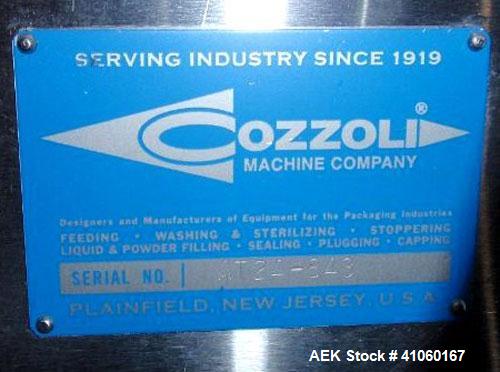 SERVING INDUSTRY SINCE 1919
COZZOLI®
MACHINE COMPANY
Designers and Manufacturers of Equipment for the Packaging Industries
FEEDING • WASHING & STERILIZING • STOPPERING
LIQUID & POWDER FILLING • SEALING • PLUGGING • CAPPING
SERIAL NO.
PLAINFIELD, NEW JERSEY, U.S.A.
AEK Stock # 41060167